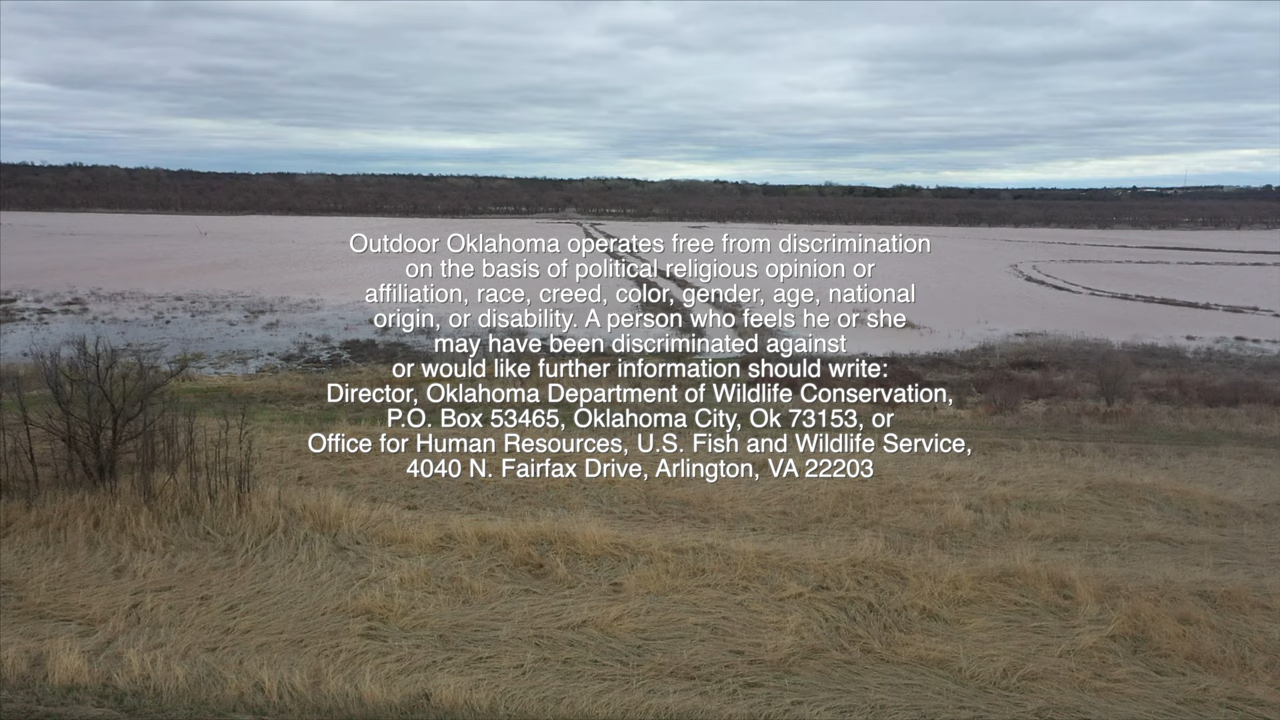 Outdoor Oklahoma operates free from discrimination
on the basis of political religious opinion or
affiliation, race, creed, color, gender, age, national
origin, or disability. A person who feels he or she
may have been discriminated against
or would like further information should write:
Director, Oklahoma Department of Wildlife Conservation,
P.O. Box 53465, Oklahoma City, Ok 73153, or
Office for Human Resources, U.S. Fish and Wildlife Service,
4040 N. Fairfax Drive, Arlington, VA 22203